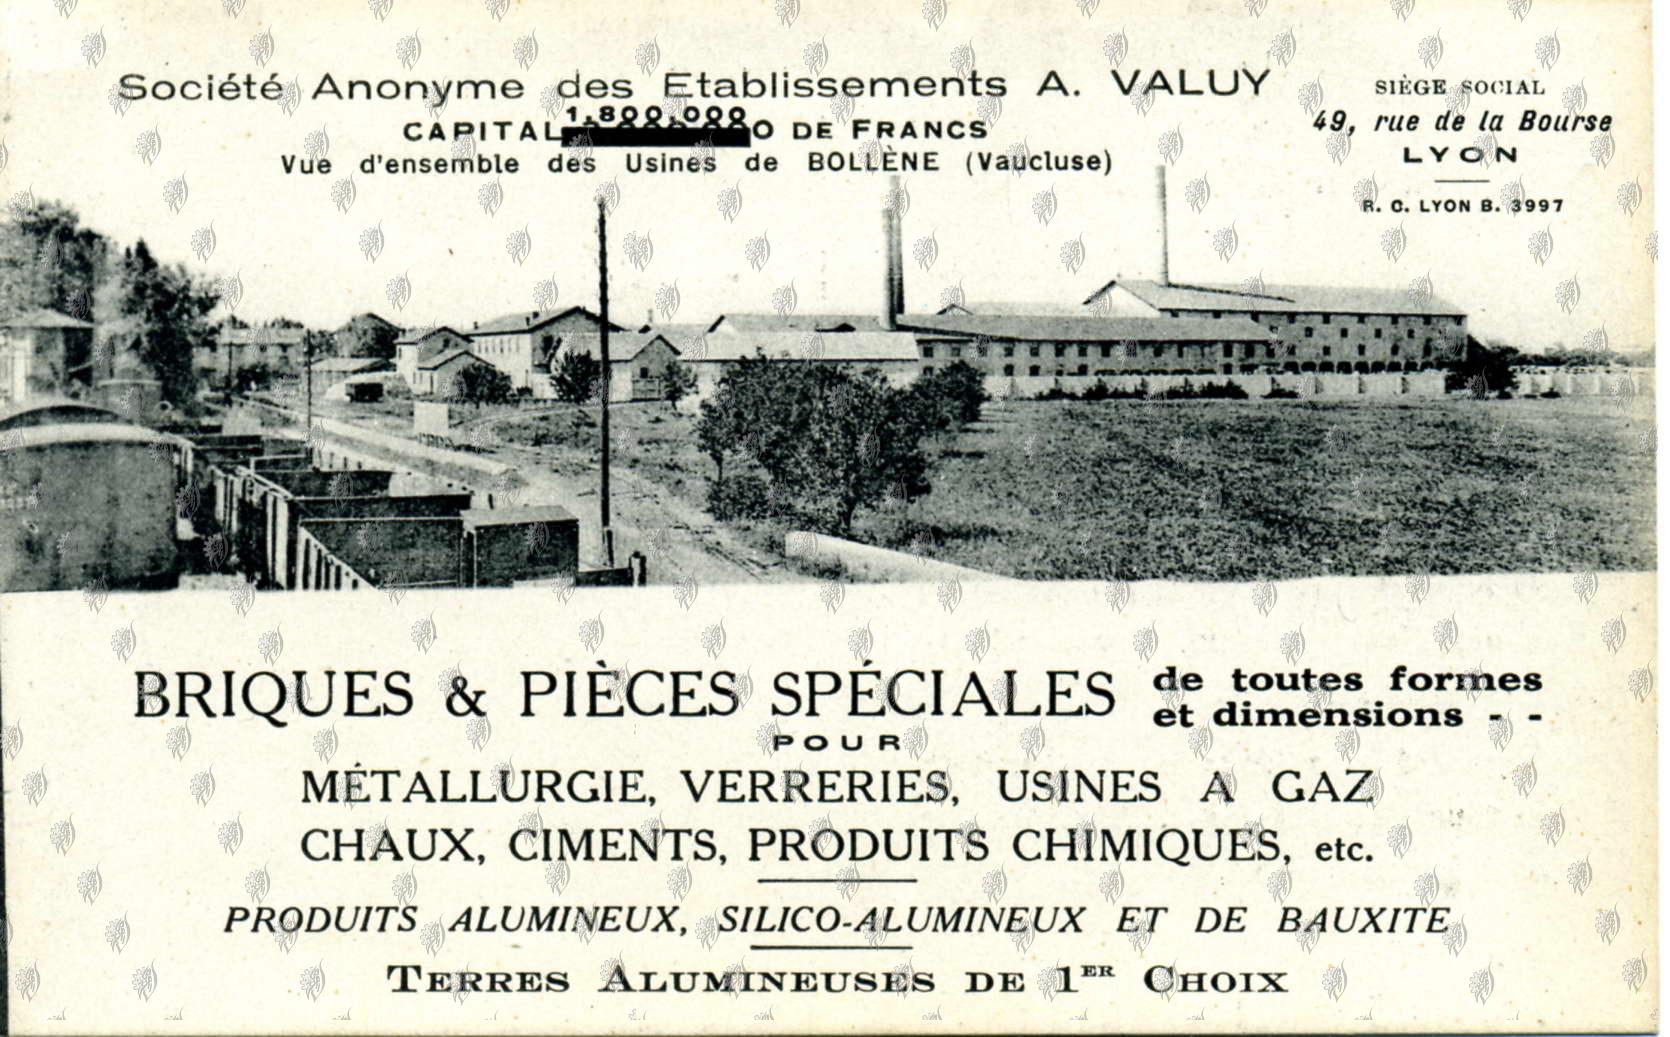 Société Anonyme des Etablissements A. VALUY
1.800.000
CAPITAL 0 DE FRANCS
Vue d'ensemble des Usines de BOLLÈNE (Vaucluse)
SIÈGE SOCIAL
49, rue de la Bourse
LYON
R. C. LYON B. 3997
BRIQUES & PIÈCES SPÉCIALES de toutes formes
et dimensions - -
POUR
MÉTALLURGIE, VERRERIES, USINES A GAZ
CHAUX, CIMENTS, PRODUITS CHIMIQUES, etc.
PRODUITS ALUMINEUX, SILICO-ALUMINEUX ET DE BAUXITE
TERRES ALUMINEUSES DE 1ER CHOIX